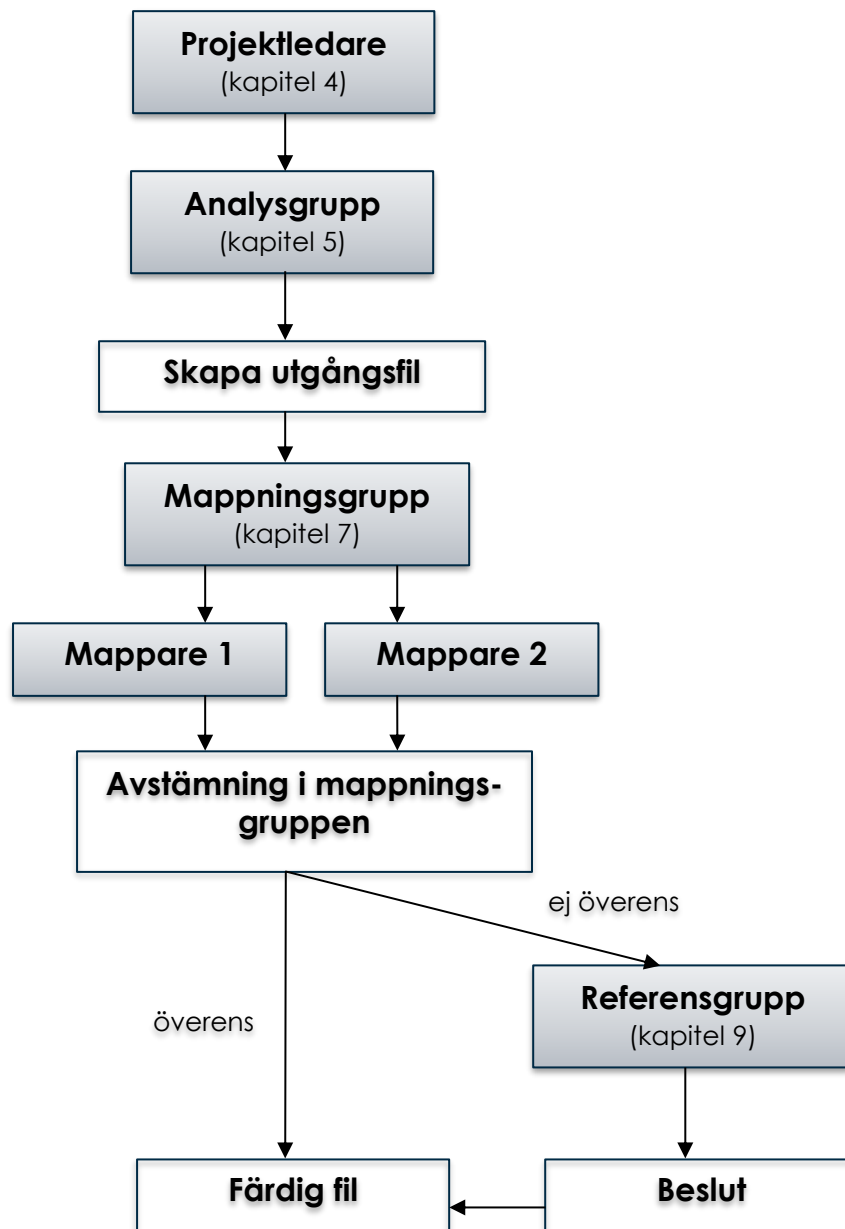 Projektledare
(kapitel 4)
Analysgrupp
(kapitel 5)
Skapa utgångsfil
Mappningsgrupp
(kapitel 7)
Mappare 1
Mappare 2
Avstämning i mappnings-
gruppen
ej överens
Referensgrupp
(kapitel 9)
överens
Färdig fil
Beslut